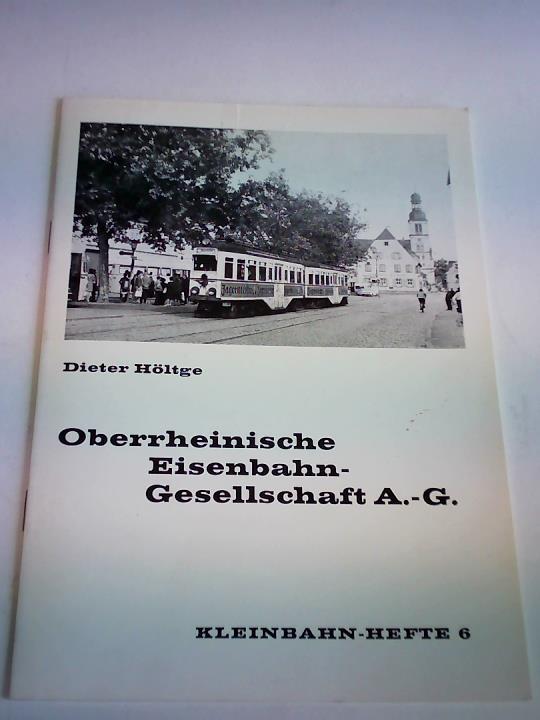 Dieter Höltge
Oberrheinische
Eisenbahn-
Gesellschaft A.-G.
KLEINBAHN-HEFTE 6